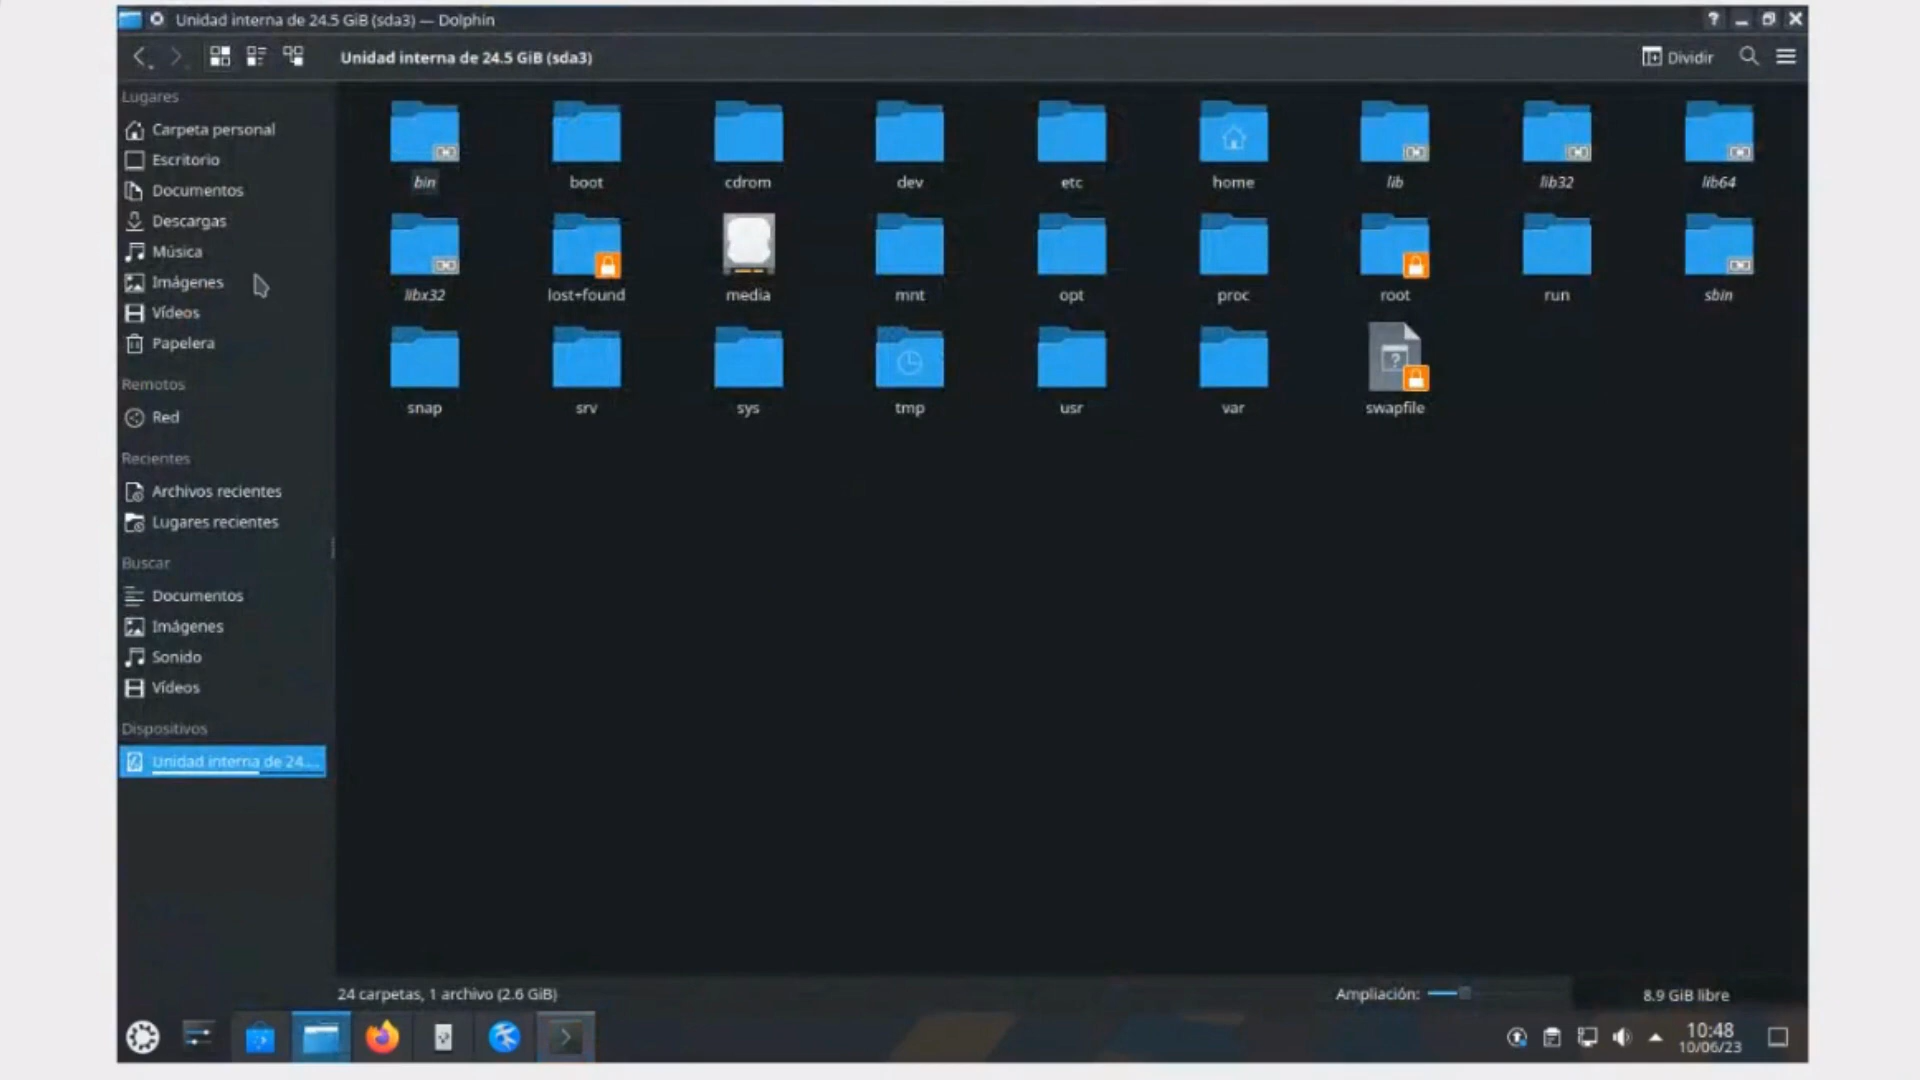 Unidad interna de 24.5 GiB (sda3) — Dolphin
Unidad interna de 24.5 GiB (sda3)
Dividir
Lugares
Carpeta personal
Escritorio
Documentos
Descargas
Música
Imágenes
Vídeos
Papelera
Remotos
Red
Recientes
Archivos recientes
Lugares recientes
Buscar
Documentos
Imágenes
Sonido
Vídeos
Dispositivos
Unidad interna de 24....
bin boot cdrom dev etc home lib lib32 lib64
libx32 lost+found media mnt opt proc root run sbin
snap srv sys tmp usr var swapfile
24 carpetas, 1 archivo (2.6 GiB)
Ampliación:
8.9 GiB libre
10:48
10/06/23